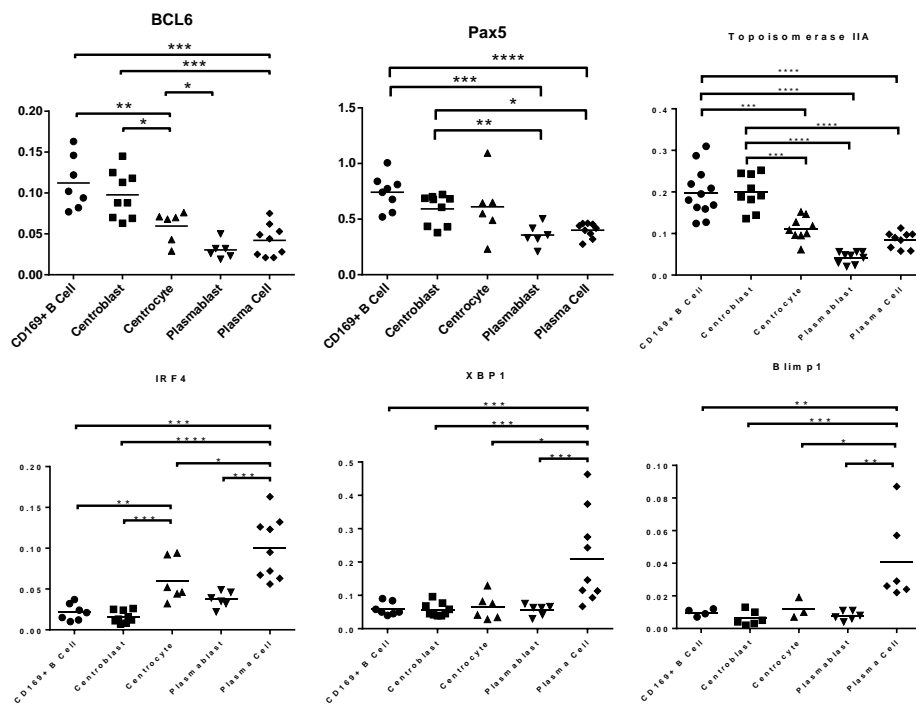 BCL6
***
***
*
**
*
0.20
0.15
0.10
0.05
0.00
CD169+ B Cell
Centroblast
Centrocyte
Plasmablast
Plasma Cell
Pax5
****
***
*
**
1.5
1.0
0.5
0.0
CD169+ B Cell
Centroblast
Centrocyte
Plasmablast
Plasma Cell
Topoisomerase IIA
****
****
***
****
****
***
0.4
0.3
0.2
0.1
0.0
CD169+ B Cell
Centroblast
Centrocyte
Plasmablast
Plasma Cell
IRF4
***
****
*
***
**
***
0.20
0.15
0.10
0.05
0.00
CD169+ B Cell
Centroblast
Centrocyte
Plasmablast
Plasma Cell
XBP1
***
***
*
***
0.5
0.4
0.3
0.2
0.1
0.0
CD169+ B Cell
Centroblast
Centrocyte
Plasmablast
Plasma Cell
Blimp1
**
***
*
**
0.10
0.08
0.06
0.04
0.02
0.00
CD169+ B Cell
Centroblast
Centrocyte
Plasmablast
Plasma Cell